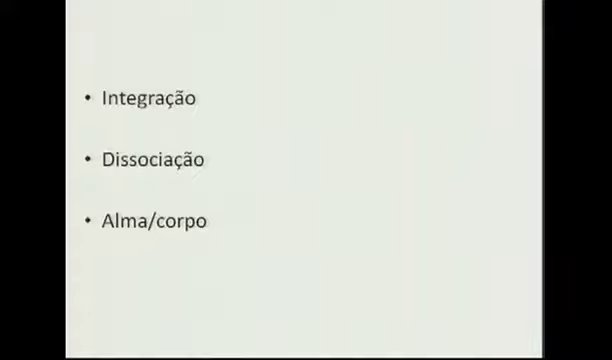 • Integração
• Dissociação
• Alma/corpo